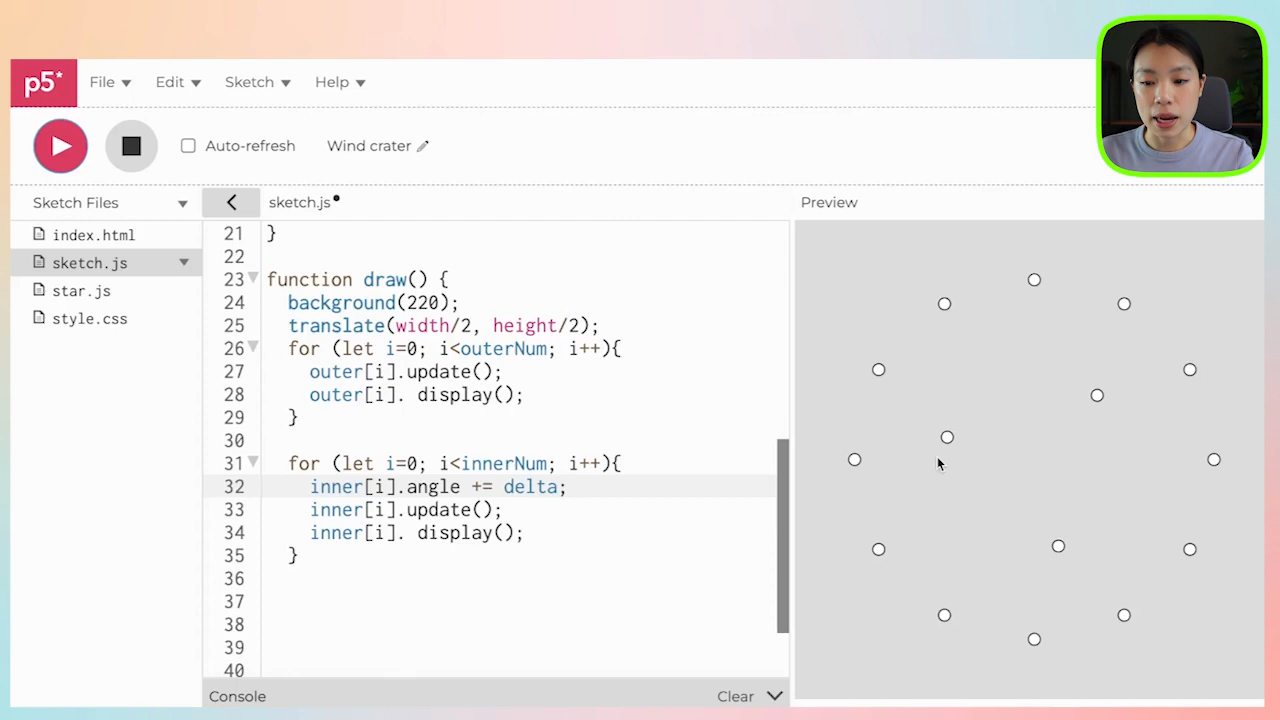 p5*
File
Edit
Sketch
Help
Auto-refresh
Wind crater
Sketch Files
sketch.js
Preview
index.html
sketch.js
star.js
style.css
21 }
22
23 function draw() {
24 background(220);
25 translate(width/2, height/2);
26 for (let i=0; i<outerNum; i++){
27 outer[i].update();
28 outer[i]. display();
29 }
30
31 for (let i=0; i<innerNum; i++){
32 inner[i].angle += delta;
33 inner[i].update();
34 inner[i]. display();
35 }
36
37
38
39
40
Console
Clear